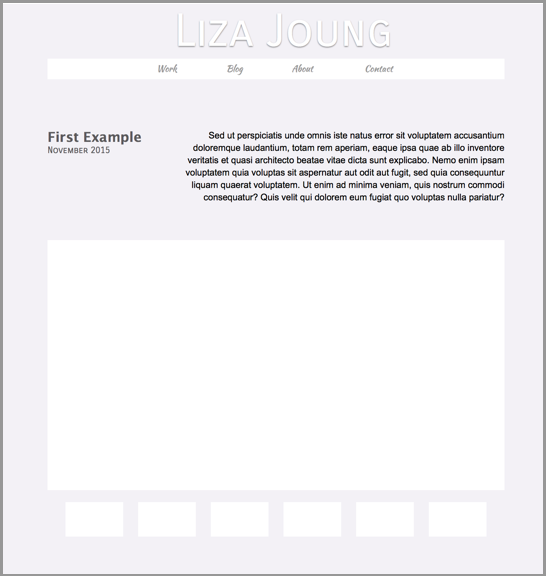 Liza Joung
Work Blog About Contact
First Example
November 2015
Sed ut perspiciatis unde omnis iste natus error sit voluptatem accusantium
doloremque laudantium, totam rem aperiam, eaque ipsa quae ab illo inventore
veritatis et quasi architecto beatae vitae dicta sunt explicabo. Nemo enim ipsam
voluptatem quia voluptas sit aspernatur aut odit aut fugit, sed quia consequuntur
liquam quaerat voluptatem. Ut enim ad minima veniam, quis nostrum commodi
consequatur? Quis velit qui dolorem eum fugiat quo voluptas nulla pariatur?